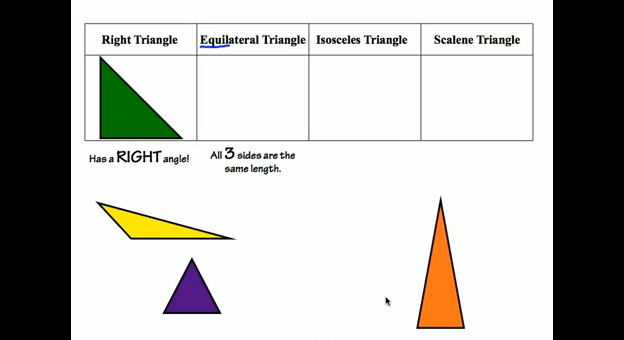 Right Triangle
Equilateral Triangle
Isosceles Triangle
Scalene Triangle
Has a RIGHT angle!
All 3 sides are the
same length.